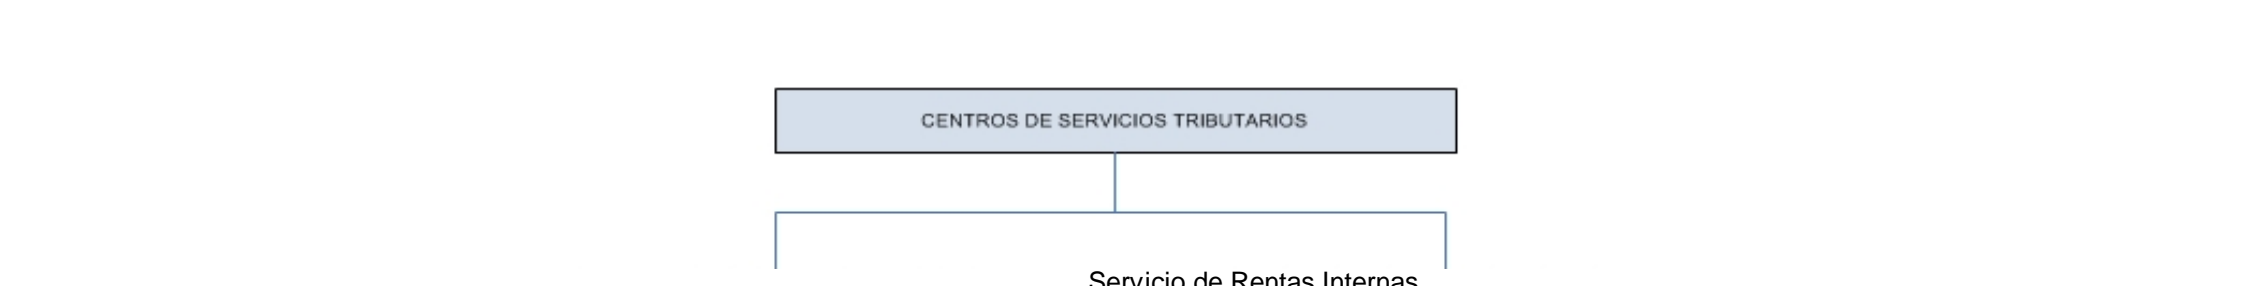 CENTROS DE SERVICIOS TRIBUTARIOS
Servicio de Rentas Internas